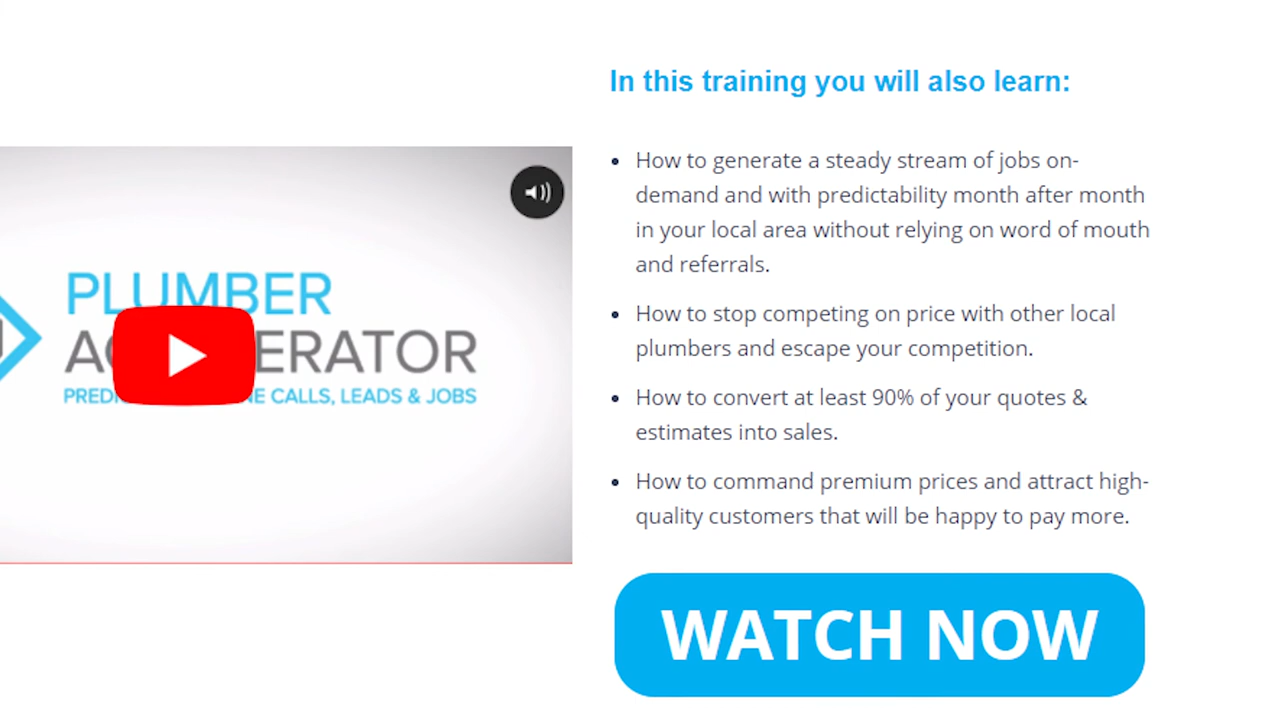 In this training you will also learn:
• How to generate a steady stream of jobs on-
demand and with predictability month after month
in your local area without relying on word of mouth
and referrals.
• How to stop competing on price with other local
plumbers and escape your competition.
• How to convert at least 90% of your quotes &
estimates into sales.
• How to command premium prices and attract high-
quality customers that will be happy to pay more.
WATCH NOW
PLUMBER
CALLS, LEADS & JOBS